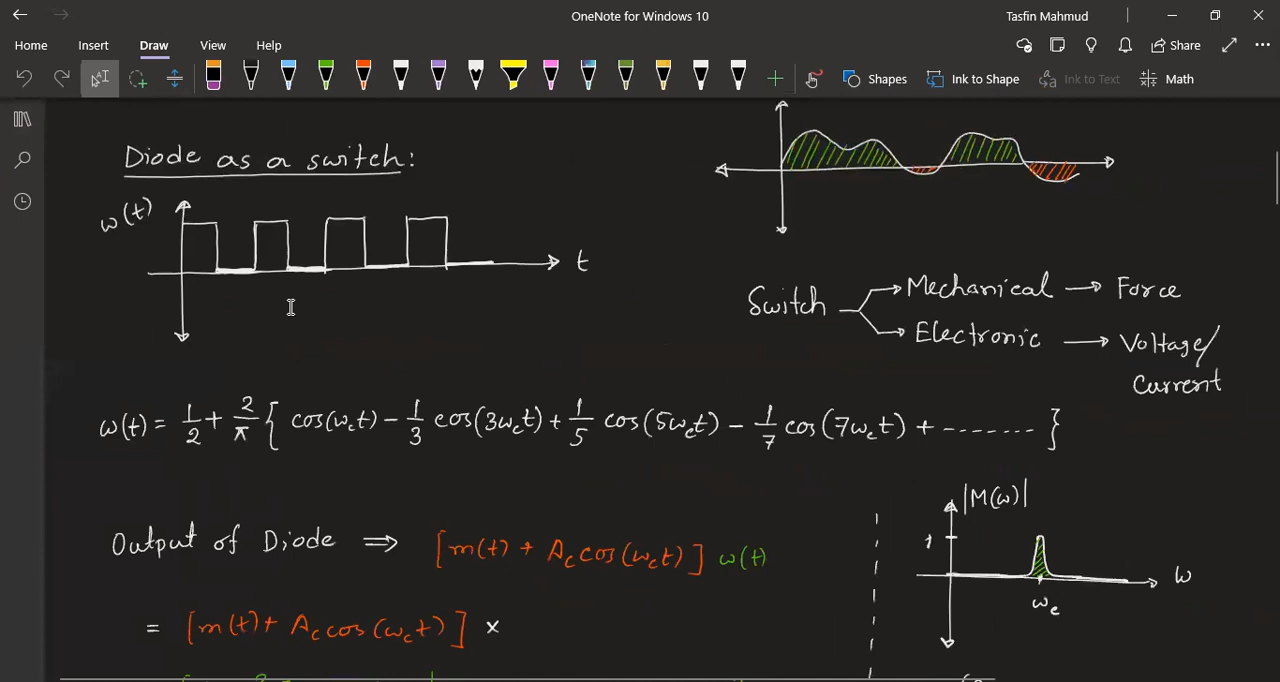 OneNote for Windows 10
Tasfin Mahmud
Home Insert Draw View Help
Share
Shapes
Ink to Shape
Ink to Text
Math
Diode as a switch:
w(t)
t
Switch
Mechanical → Force
Electronic → Voltage/
Current
w(t) = 1/2 + 2/π { cos(ω_c t) − 1/3 cos(3ω_c t) + 1/5 cos(5ω_c t) − 1/7 cos(7ω_c t) + ------- }
|M(ω)|
1
ω
ω_c
Output of Diode ⇒ [m(t) + A_c cos(ω_c t)] w(t)
= [m(t) + A_c cos(ω_c t)] ×